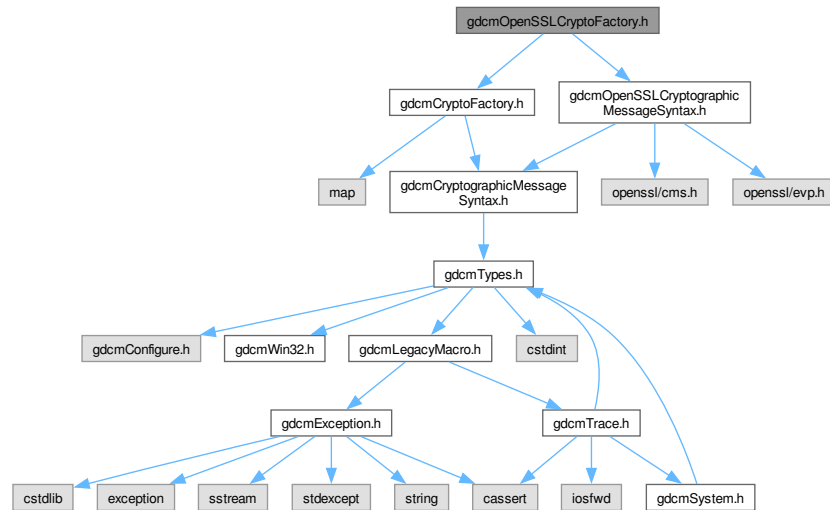 gdcmOpenSSLCryptoFactory.h
gdcmCryptoFactory.h
gdcmOpenSSLCryptographic
MessageSyntax.h
map
gdcmCryptographicMessage
Syntax.h
openssl/cms.h
openssl/evp.h
gdcmTypes.h
gdcmConfigure.h
gdcmWin32.h
gdcmLegacyMacro.h
cstdint
gdcmException.h
gdcmTrace.h
cstdlib
exception
sstream
stdexcept
string
cassert
iosfwd
gdcmSystem.h